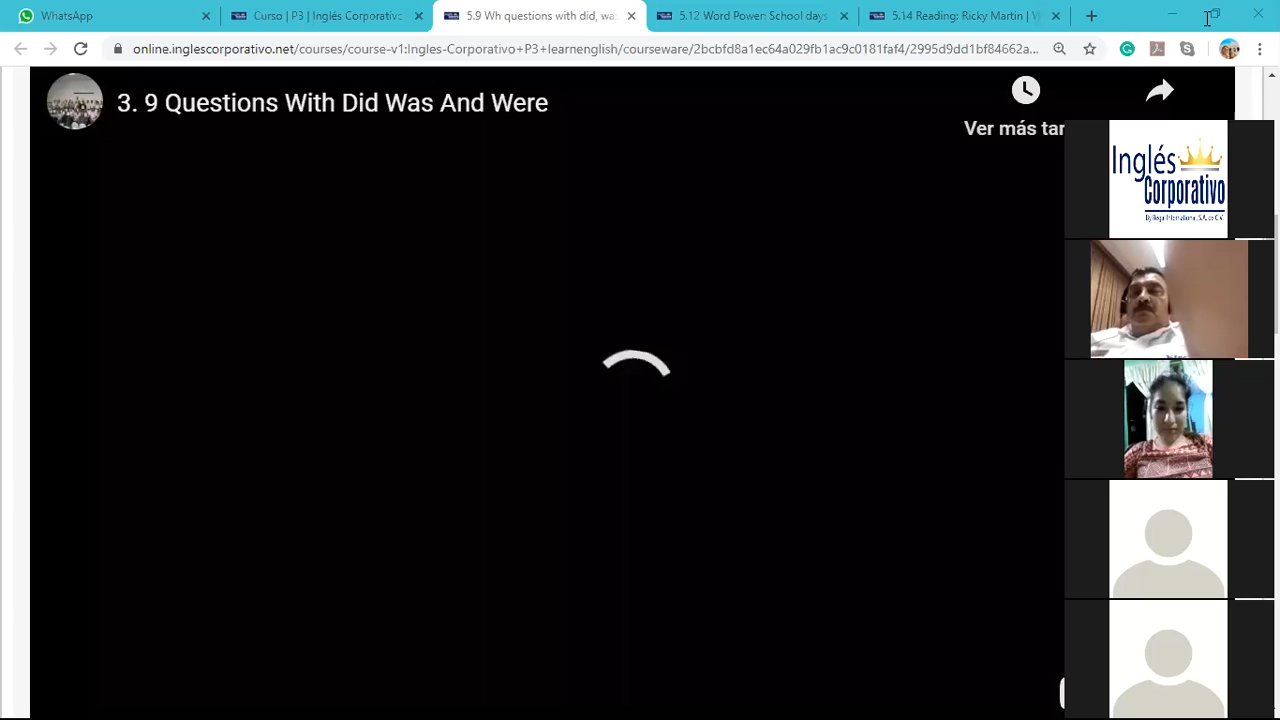 WhatsApp
Curso | P3 | Inglés Corporativo
5.9 Wh questions with did, wa
5.12 Word Power: School days
5.14 Reading: Ricky Martin |
online.inglescorporativo.net/courses/course-v1:Ingles-Corporativo+P3+learnenglish/courseware/2bcbfd8a1ec64a029fb1ac9c0181faf4/2995d9dd1bf84662a...
3. 9 Questions With Did Was And Were
Ver más tar
Inglés
Corporativo